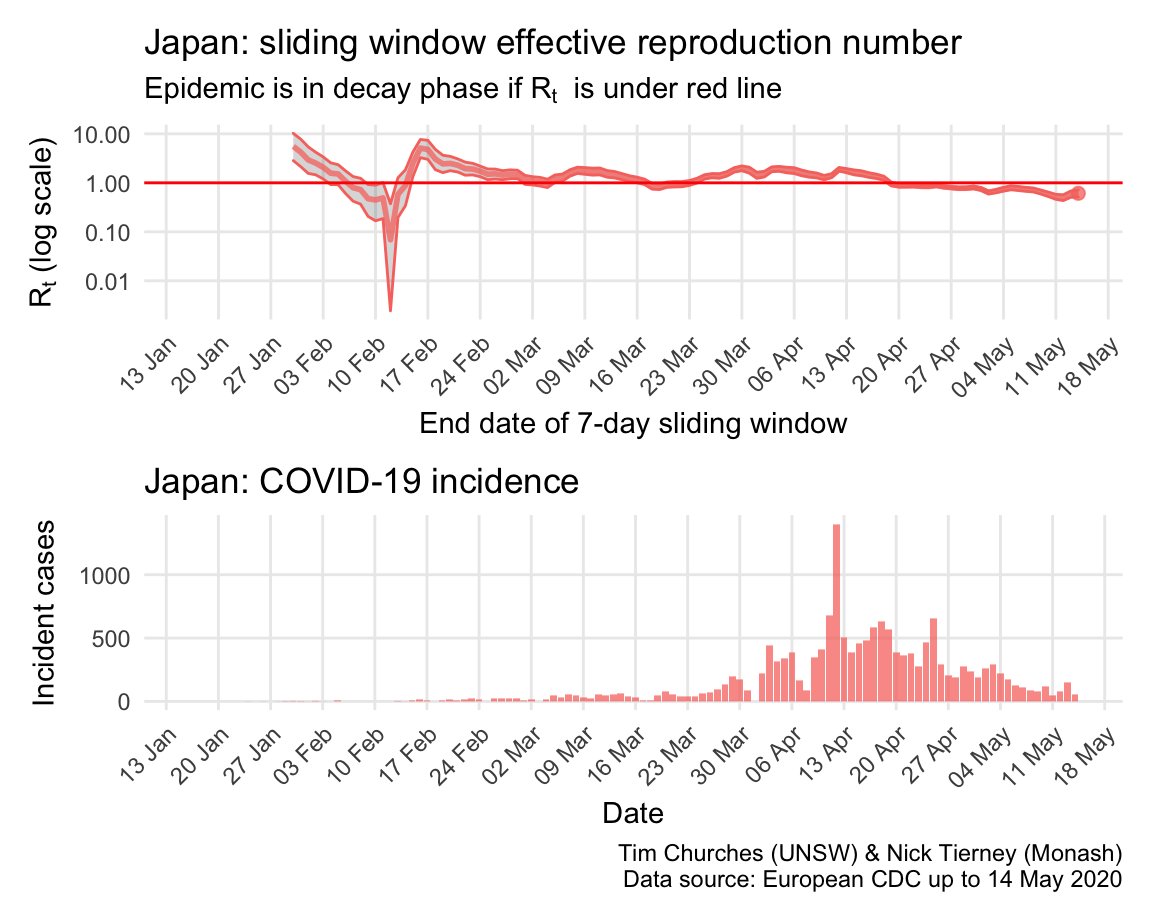 Japan: sliding window effective reproduction number
Epidemic is in decay phase if Rt is under red line
Rt (log scale)
10.00
1.00
0.10
0.01
13 Jan
20 Jan
27 Jan
03 Feb
10 Feb
17 Feb
24 Feb
02 Mar
09 Mar
16 Mar
23 Mar
30 Mar
06 Apr
13 Apr
20 Apr
27 Apr
04 May
11 May
18 May
End date of 7-day sliding window
Japan: COVID-19 incidence
Incident cases
1000
500
0
13 Jan
20 Jan
27 Jan
03 Feb
10 Feb
17 Feb
24 Feb
02 Mar
09 Mar
16 Mar
23 Mar
30 Mar
06 Apr
13 Apr
20 Apr
27 Apr
04 May
11 May
18 May
Date
Tim Churches (UNSW) & Nick Tierney (Monash)
Data source: European CDC up to 14 May 2020